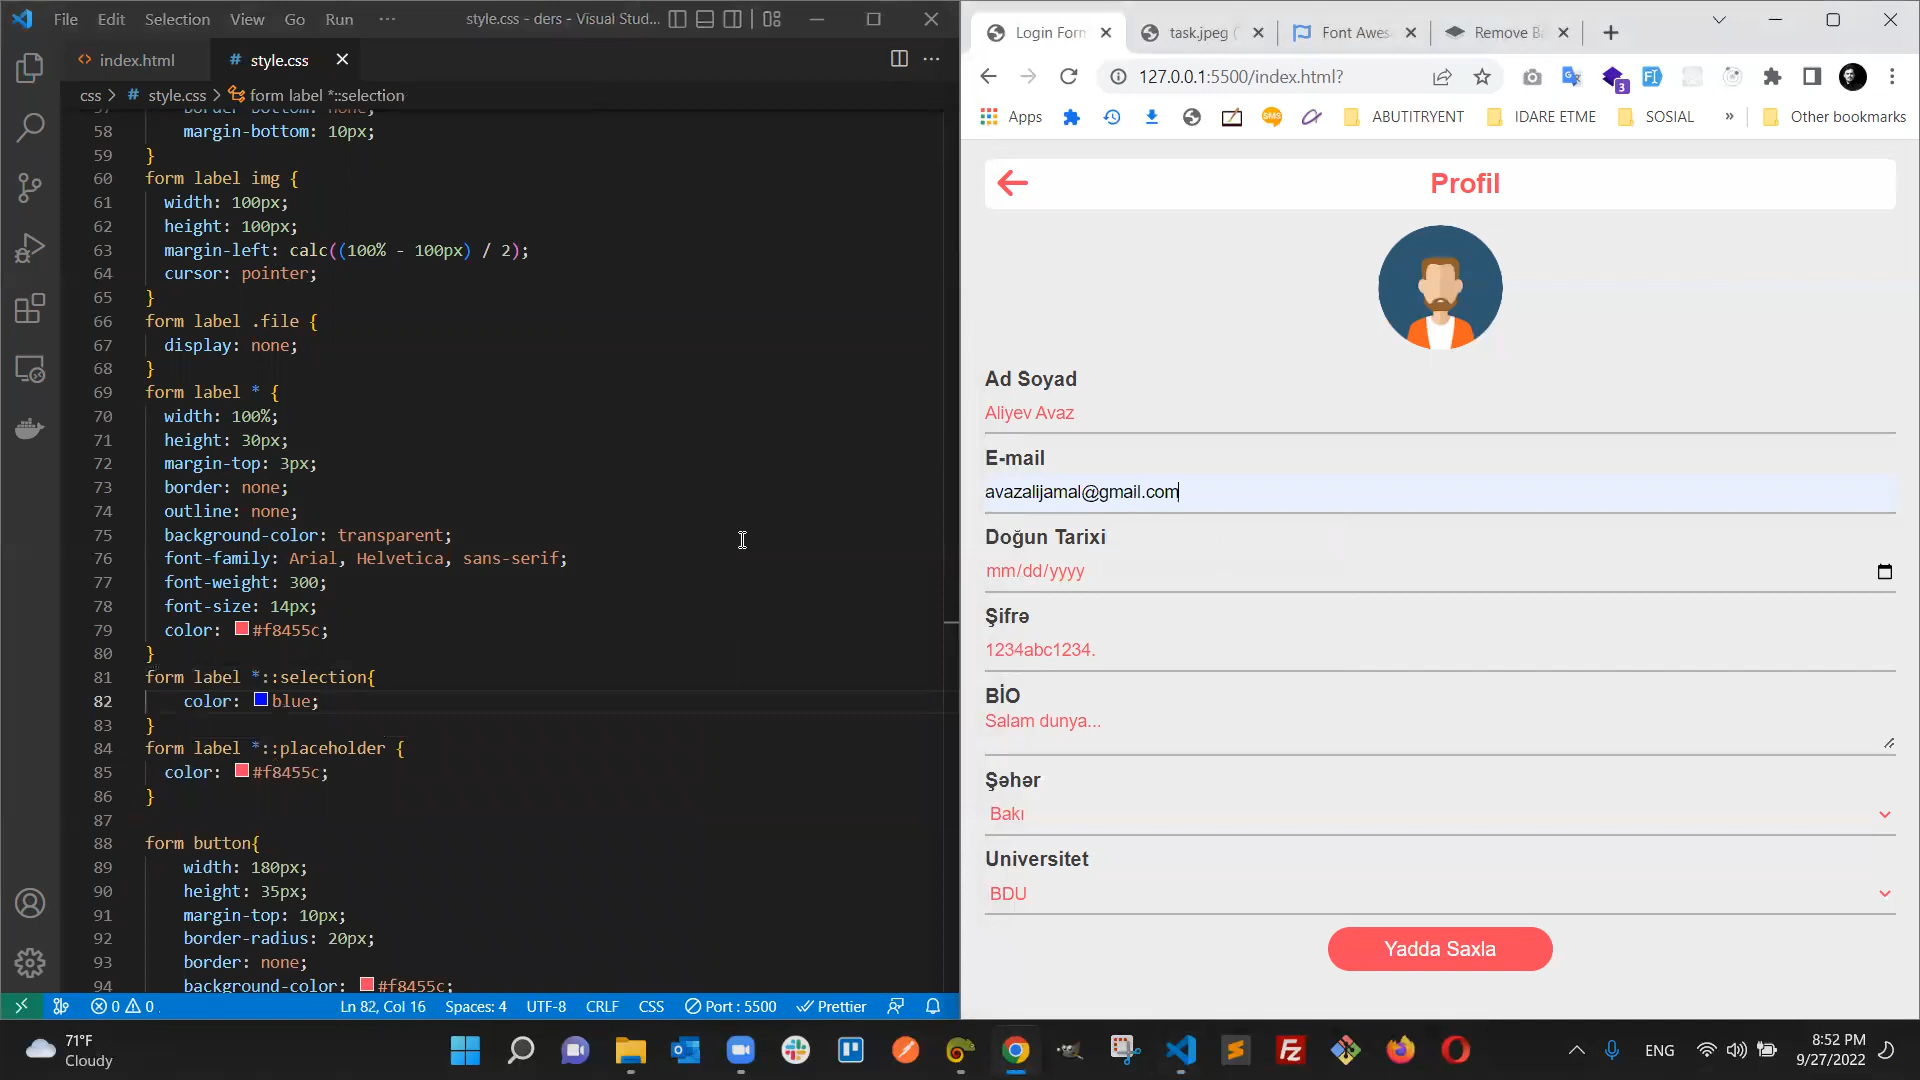 File Edit Selection View Go Run ··· style.css - ders - Visual Stud...
index.html
# style.css
css > # style.css > form label *::selection
58 margin-bottom: 10px;
59 }
60 form label img {
61 width: 100px;
62 height: 100px;
63 margin-left: calc((100% - 100px) / 2);
64 cursor: pointer;
65 }
66 form label .file {
67 display: none;
68 }
69 form label * {
70 width: 100%;
71 height: 30px;
72 margin-top: 3px;
73 border: none;
74 outline: none;
75 background-color: transparent;
76 font-family: Arial, Helvetica, sans-serif;
77 font-weight: 300;
78 font-size: 14px;
79 color: #f8455c;
80 }
81 form label *::selection{
82 color: blue;
83 }
84 form label *::placeholder {
85 color: #f8455c;
86 }
87
88 form button{
89 width: 180px;
90 height: 35px;
91 margin-top: 10px;
92 border-radius: 20px;
93 border: none;
94 background-color: #f8455c;
0 0 Ln 82, Col 16 Spaces: 4 UTF-8 CRLF CSS Port : 5500 Prettier
Login Form
task.jpeg (
Font Awes
Remove B
127.0.0.1:5500/index.html?
3
Apps SMS ABUTITRYENT IDARE ETME SOSIAL » Other bookmarks
Profil
Ad Soyad
Aliyev Avaz
E-mail
avazalijamal@gmail.com
Doğun Tarixi
mm/dd/yyyy
Şifrə
1234abc1234.
BİO
Salam dunya...
Şəhər
Bakı
Universitet
BDU
Yadda Saxla
71°F
Cloudy
ENG
8:52 PM
9/27/2022